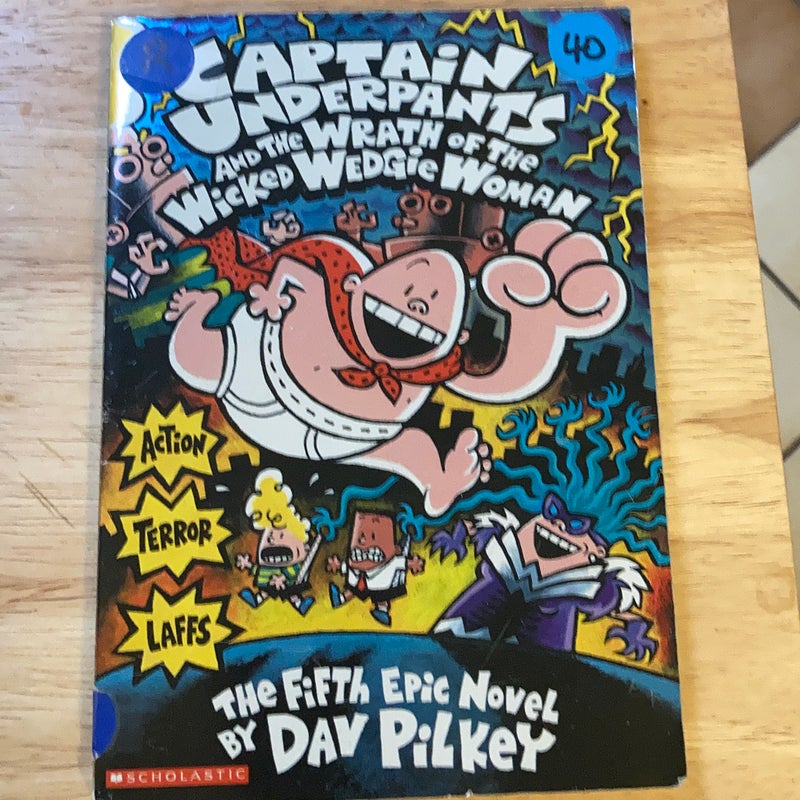 40
CAPTAIN
UNDERPANTS
AND THE WRATH OF THE
WICKED WEDGIE WOMAN
ACTION
TERROR
LAFFS
THE FIFTH EPIC NOVEL
BY DAV PILKEY
SCHOLASTIC